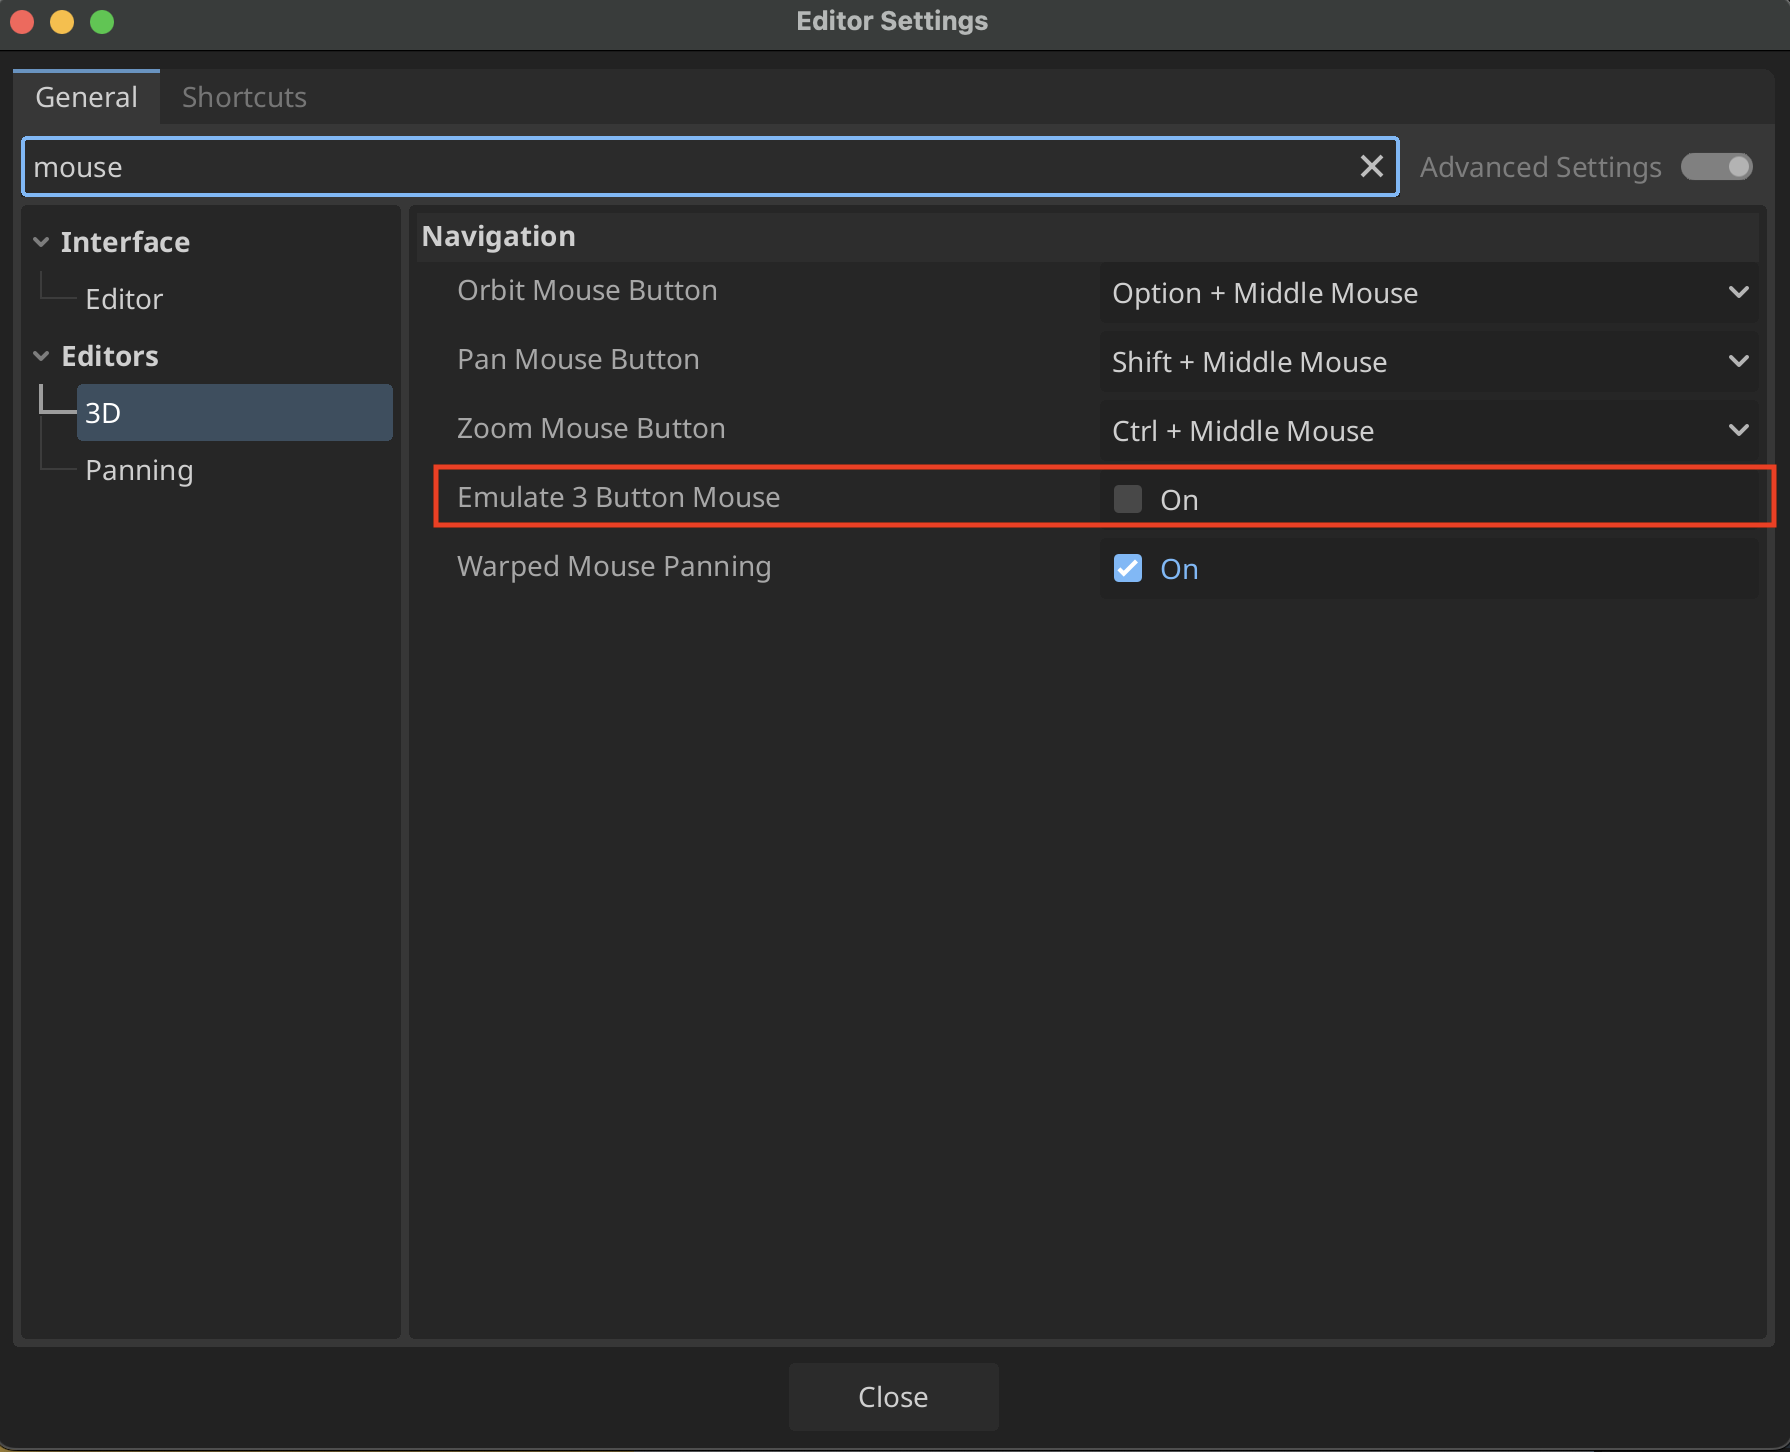 Editor Settings
General
Shortcuts
mouse
Advanced Settings
Interface
Editor
Editors
3D
Panning
Navigation
Orbit Mouse Button
Option + Middle Mouse
Pan Mouse Button
Shift + Middle Mouse
Zoom Mouse Button
Ctrl + Middle Mouse
Emulate 3 Button Mouse
On
Warped Mouse Panning
On
Close